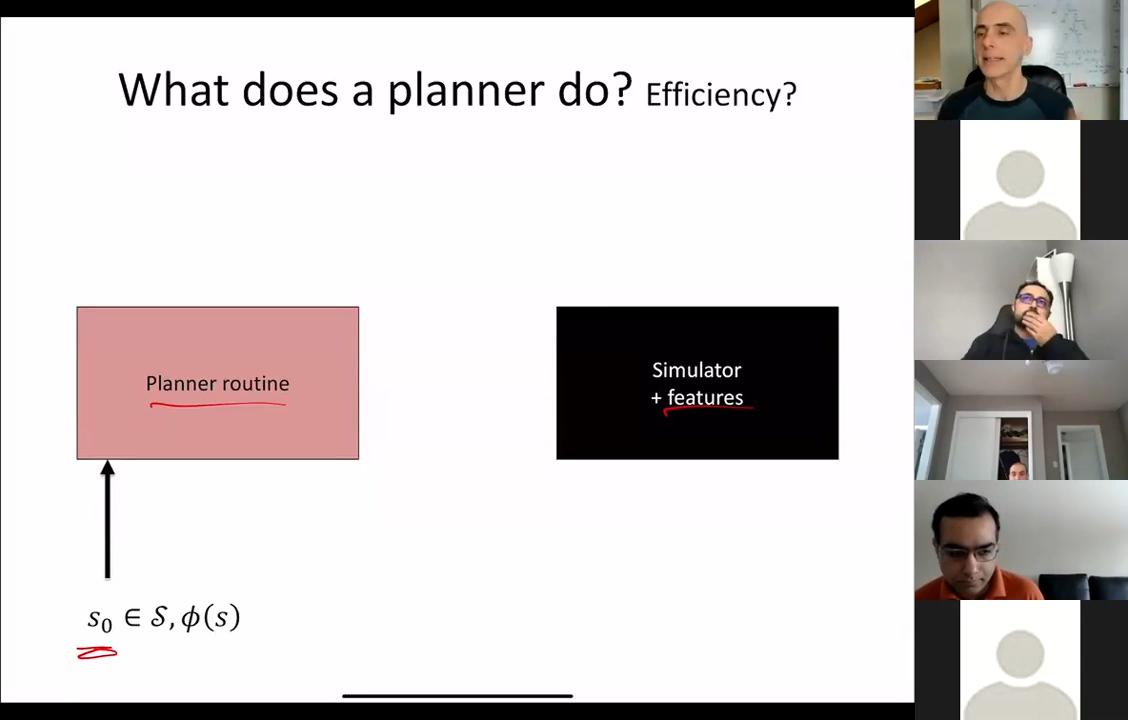 What does a planner do? Efficiency?
Planner routine
Simulator
+ features
s₀ ∈ 𝒮, ϕ(s)